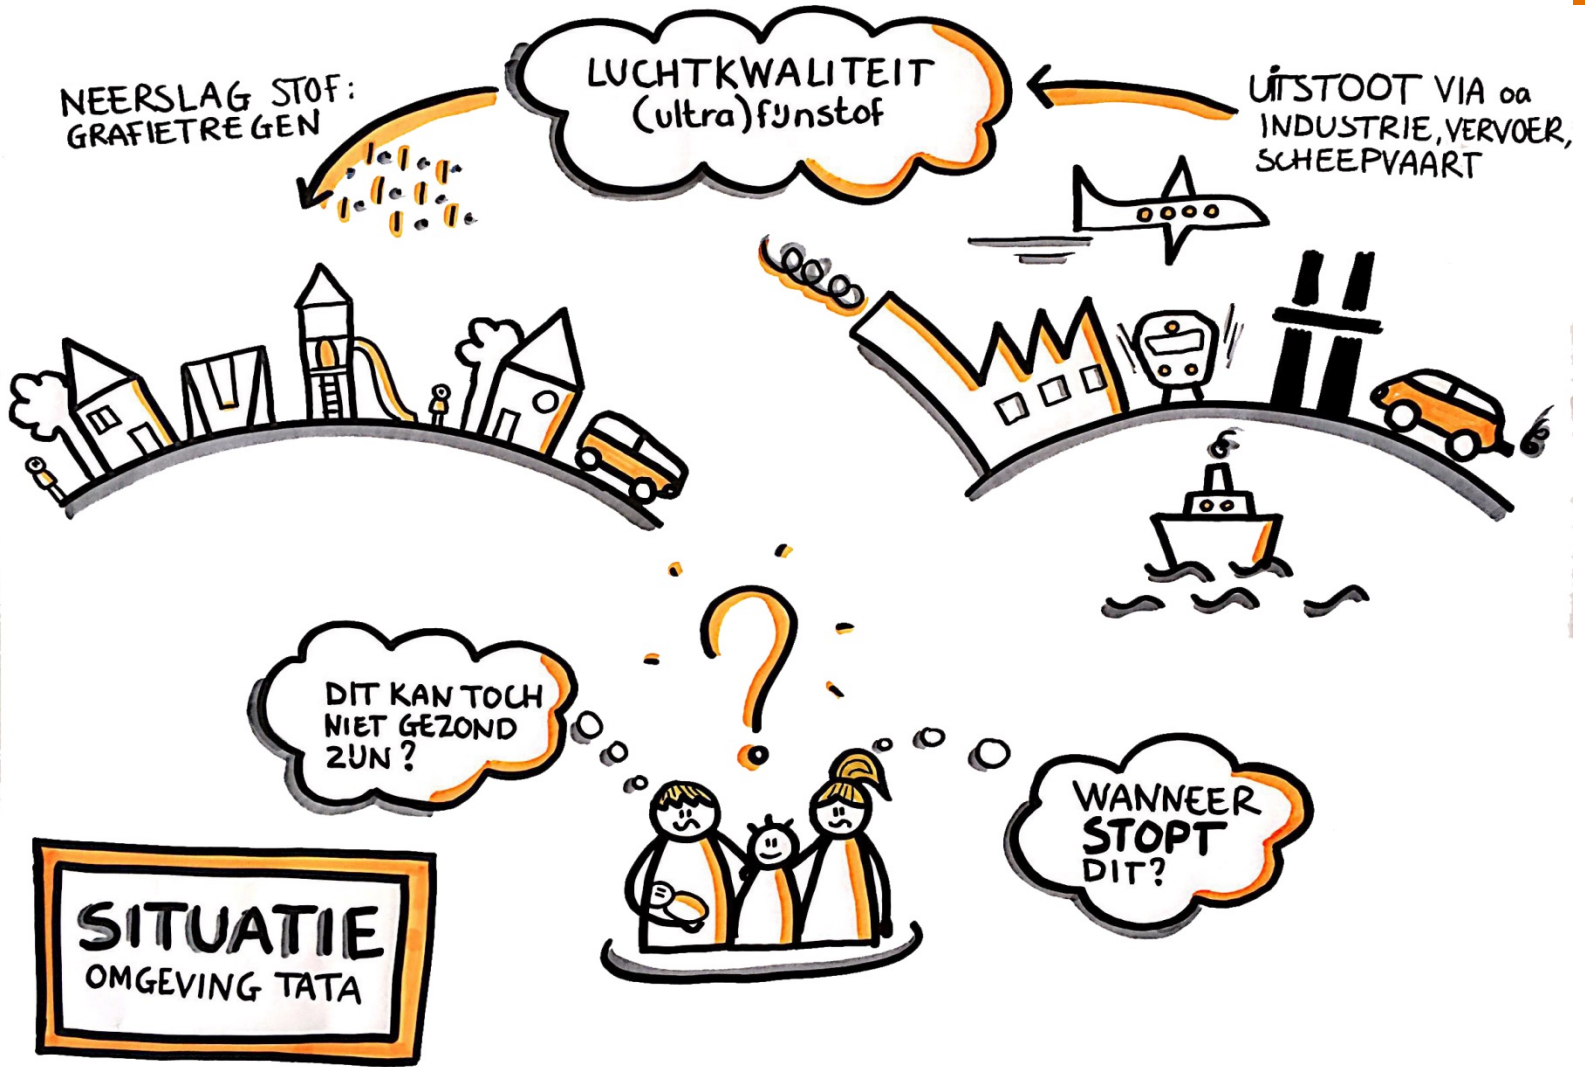 LUCHTKWALITEIT
(ultra)fijnstof
NEERSLAG STOF:
GRAFIETREGEN
UITSTOOT VIA oa
INDUSTRIE, VERVOER,
SCHEEPVAART
DIT KAN TOCH
NIET GEZOND
ZIJN?
WANNEER
STOPT
DIT?
SITUATIE
OMGEVING TATA